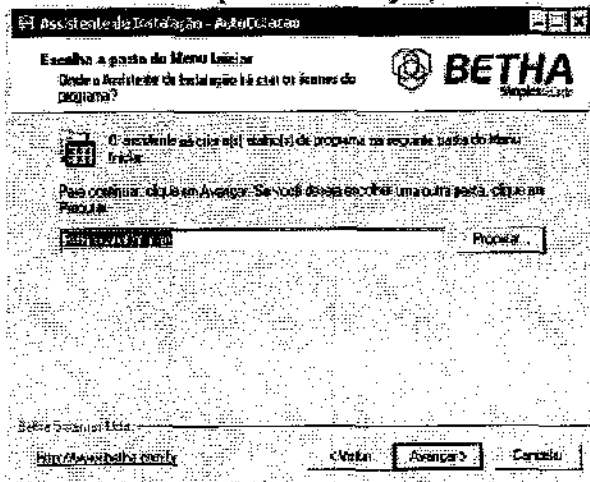 Assistente de Instalação - AutoCotacao
Escolha a pasta do Menu Iniciar
Onde o Assistente de Instalação irá criar os ícones do
programa?
BETHA
O assistente irá criar o(s) atalho(s) do programa na seguinte pasta do Menu
Iniciar.
Para continuar, clique em Avançar. Se você deseja escolher uma outra pasta, clique em
Procurar.
Procurar...
Betha Sistemas Ltda
http://www.betha.com.br
< Voltar
Avançar >
Cancelar